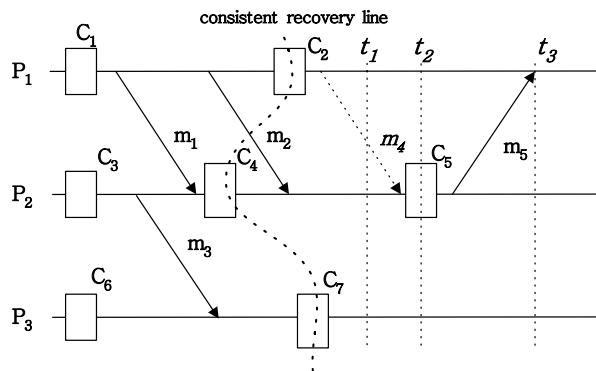 consistent recovery line
C1 C2 t1 t2 t3
P1
m1 m2 m4 m5
C3 C4 C5
P2
m3
C6 C7
P3